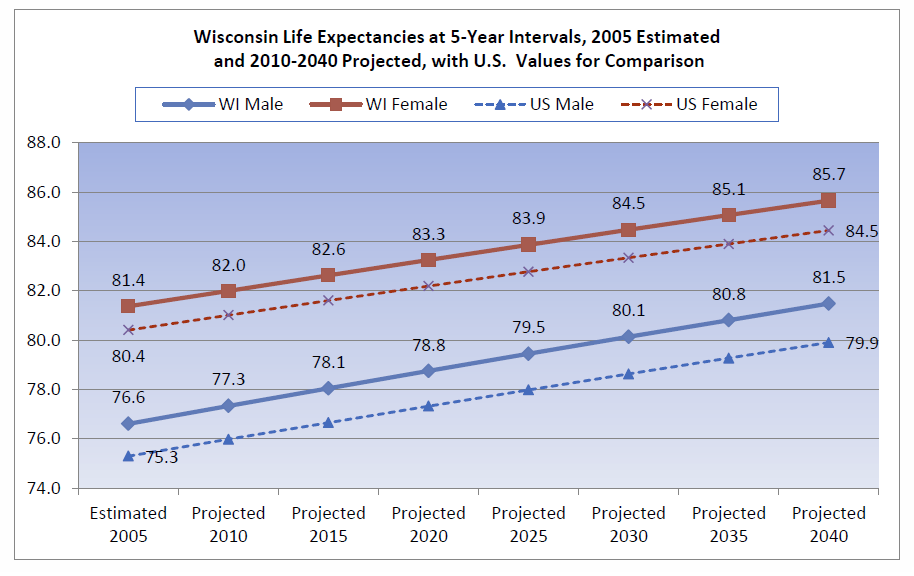 Wisconsin Life Expectancies at 5-Year Intervals, 2005 Estimated
and 2010-2040 Projected, with U.S.  Values for Comparison
WI Male WI Female US Male US Female
88.0
86.0
84.0
82.0
80.0
78.0
76.0
74.0
81.4 82.0 82.6 83.3 83.9 84.5 85.1 85.7
80.4 84.5
76.6 77.3 78.1 78.8 79.5 80.1 80.8 81.5
75.3 79.9
Estimated Projected Projected Projected Projected Projected Projected Projected
2005 2010 2015 2020 2025 2030 2035 2040